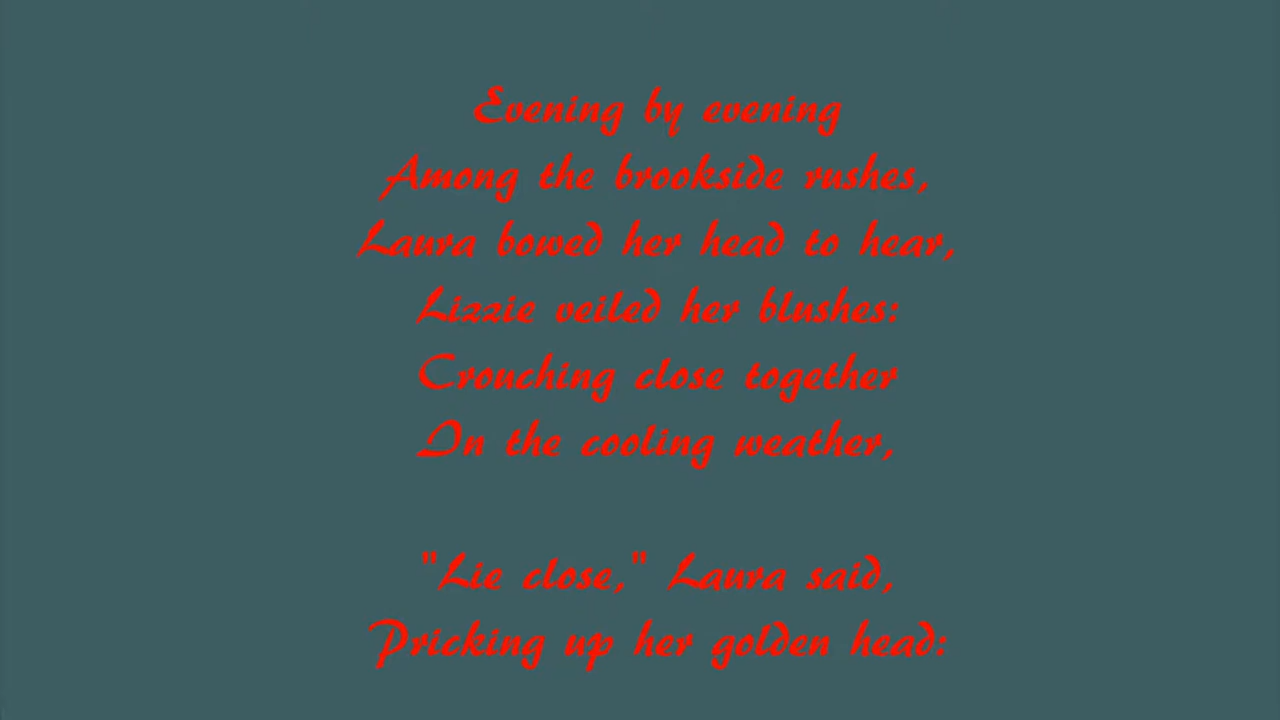 Evening by evening
Among the brookside rushes,
Laura bowed her head to hear,
Lizzie veiled her blushes:
Crouching close together
In the cooling weather,
"Lie close," Laura said,
Pricking up her golden head: